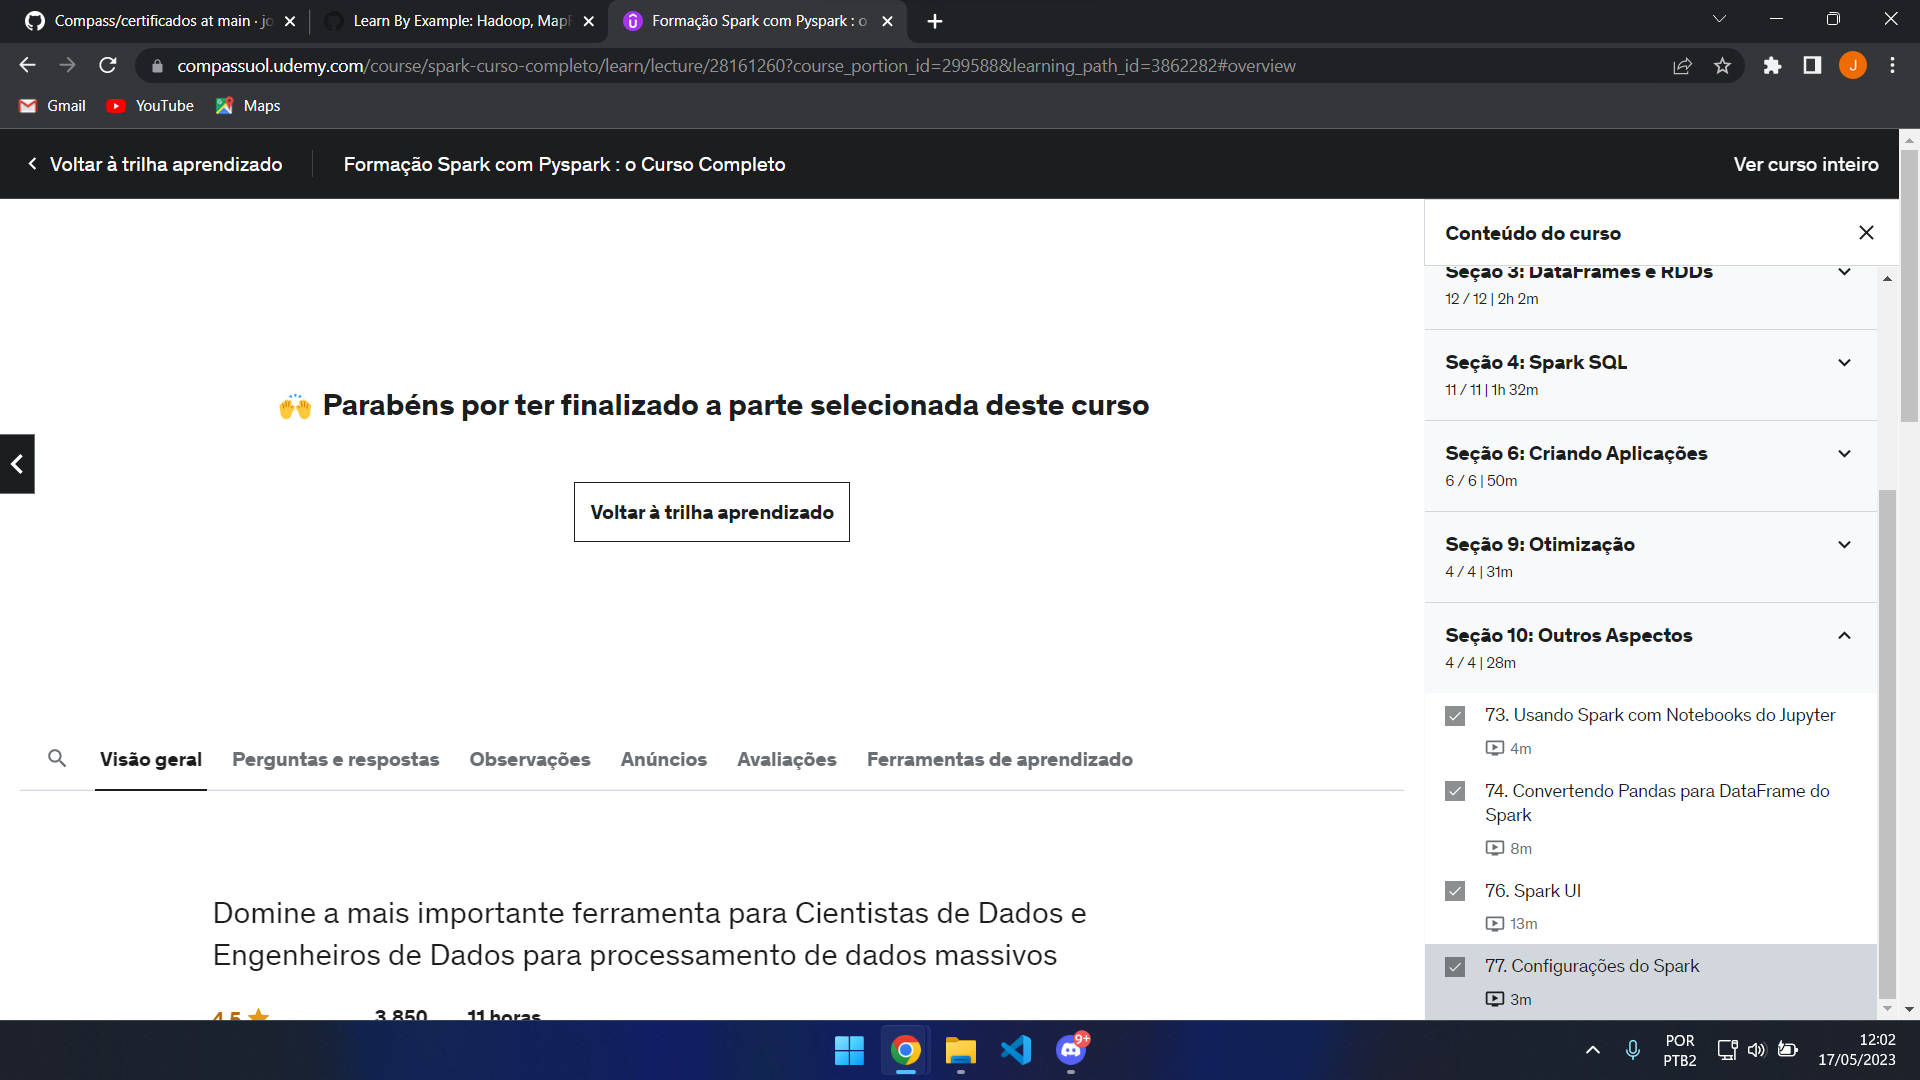 Compass/certificados at main · jo
Learn By Example: Hadoop, MapR
Formação Spark com Pyspark : o
compassuol.udemy.com/course/spark-curso-completo/learn/lecture/28161260?course_portion_id=299588&learning_path_id=3862282#overview
J
Gmail
YouTube
Maps
Voltar à trilha aprendizado
Formação Spark com Pyspark : o Curso Completo
Ver curso inteiro
Parabéns por ter finalizado a parte selecionada deste curso
Voltar à trilha aprendizado
Visão geral
Perguntas e respostas
Observações
Anúncios
Avaliações
Ferramentas de aprendizado
Domine a mais importante ferramenta para Cientistas de Dados e
Engenheiros de Dados para processamento de dados massivos
4,5
3.850
11 horas
Conteúdo do curso
Seção 3: DataFrames e RDDs
12 / 12 | 2h 2m
Seção 4: Spark SQL
11 / 11 | 1h 32m
Seção 6: Criando Aplicações
6 / 6 | 50m
Seção 9: Otimização
4 / 4 | 31m
Seção 10: Outros Aspectos
4 / 4 | 28m
73. Usando Spark com Notebooks do Jupyter
4m
74. Convertendo Pandas para DataFrame do
Spark
8m
76. Spark UI
13m
77. Configurações do Spark
3m
9+
POR
PTB2
12:02
17/05/2023